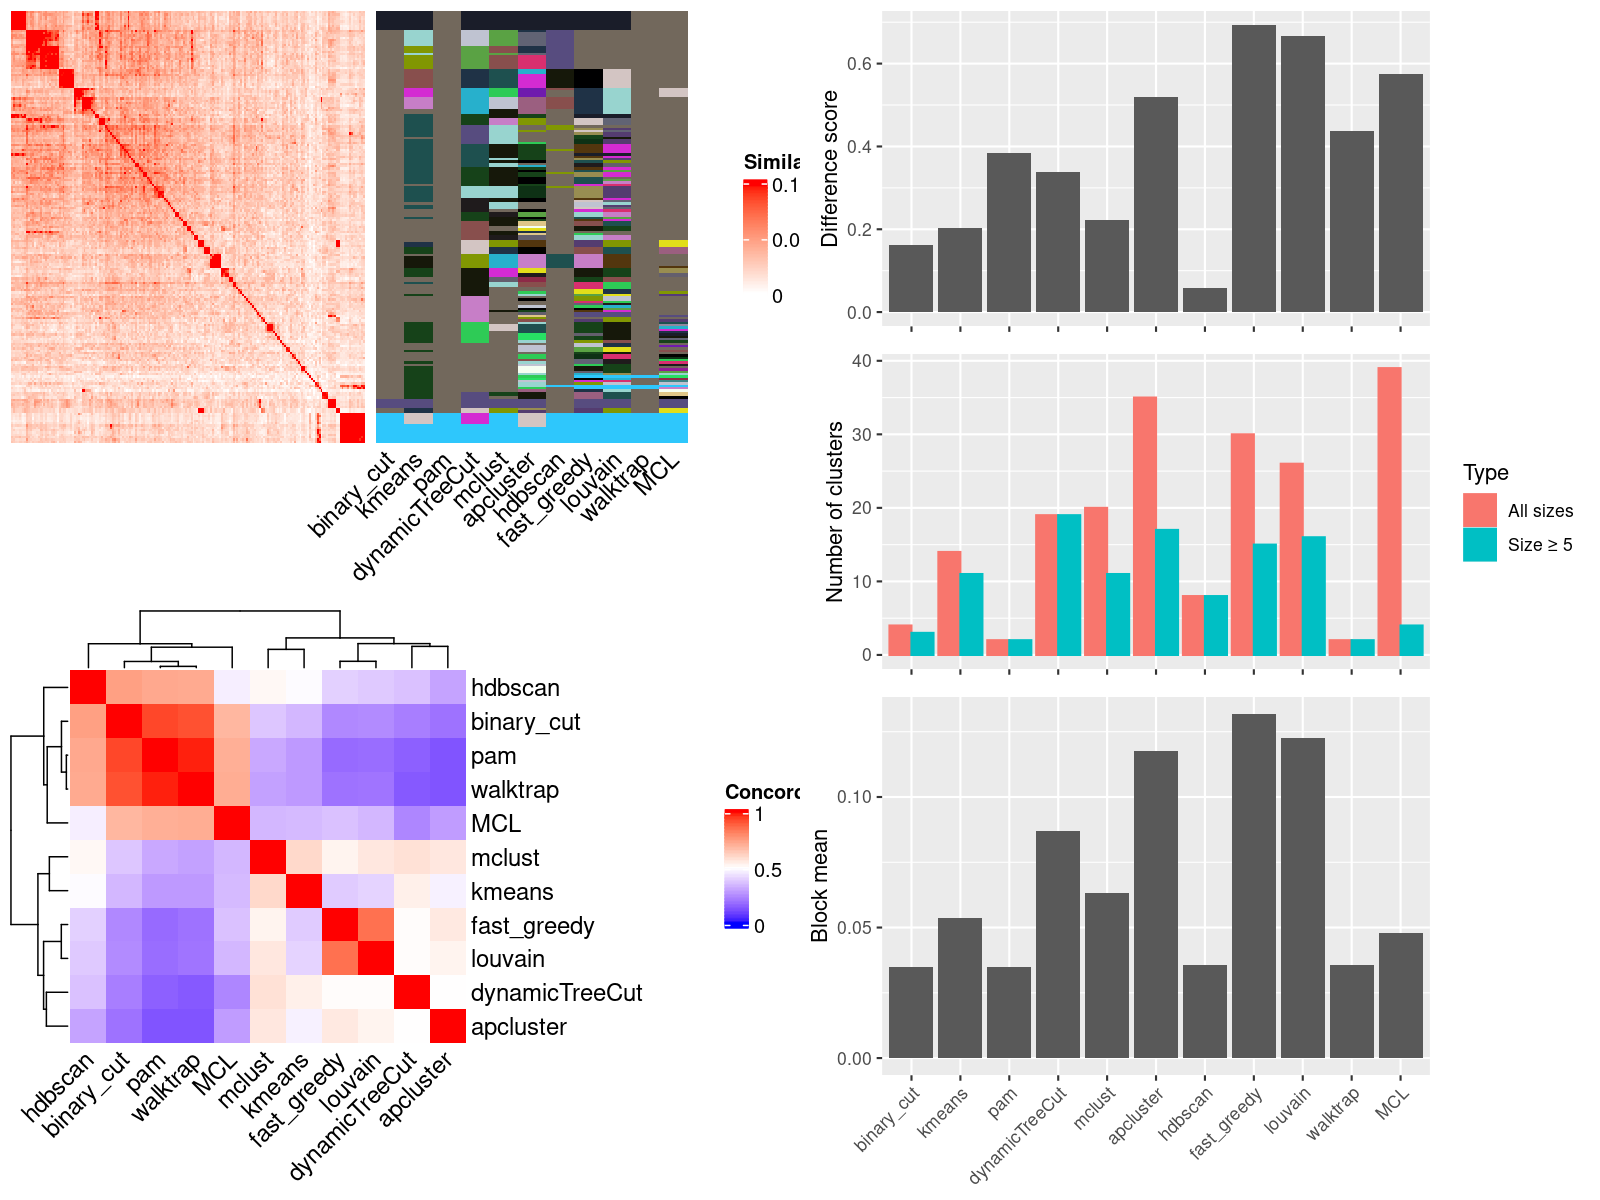 Simila
0.1
0.0
0
binary_cut
kmeans
pam
dynamicTreeCut
mclust
apcluster
hdbscan
fast_greedy
louvain
walktrap
MCL
hdbscan
binary_cut
pam
walktrap
MCL
mclust
kmeans
fast_greedy
louvain
dynamicTreeCut
apcluster
hdbscan
binary_cut
pam
walktrap
MCL
mclust
kmeans
fast_greedy
louvain
dynamicTreeCut
apcluster
Concorc
1
0.5
0
Difference score
0.6
0.4
0.2
0.0
Number of clusters
40
30
20
10
0
Type
All sizes
Size ≥ 5
Block mean
0.10
0.05
0.00
binary_cut
kmeans
pam
dynamicTreeCut
mclust
apcluster
hdbscan
fast_greedy
louvain
walktrap
MCL